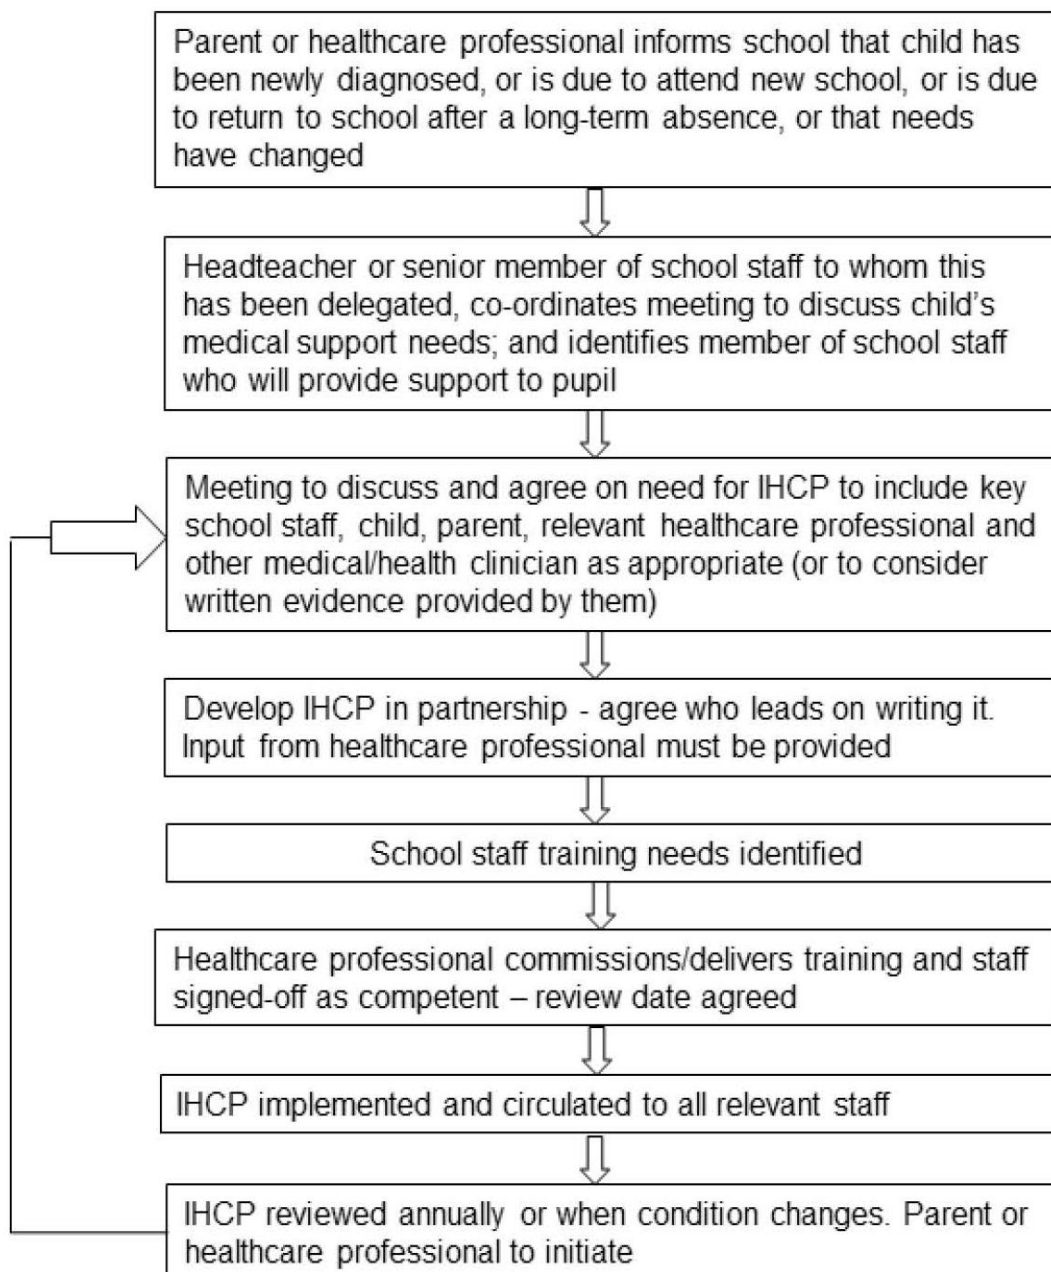 Parent or healthcare professional informs school that child has
been newly diagnosed, or is due to attend new school, or is due
to return to school after a long-term absence, or that needs
have changed
Headteacher or senior member of school staff to whom this
has been delegated, co-ordinates meeting to discuss child's
medical support needs; and identifies member of school staff
who will provide support to pupil
Meeting to discuss and agree on need for IHCP to include key
school staff, child, parent, relevant healthcare professional and
other medical/health clinician as appropriate (or to consider
written evidence provided by them)
Develop IHCP in partnership - agree who leads on writing it.
Input from healthcare professional must be provided
School staff training needs identified
Healthcare professional commissions/delivers training and staff
signed-off as competent – review date agreed
IHCP implemented and circulated to all relevant staff
IHCP reviewed annually or when condition changes. Parent or
healthcare professional to initiate